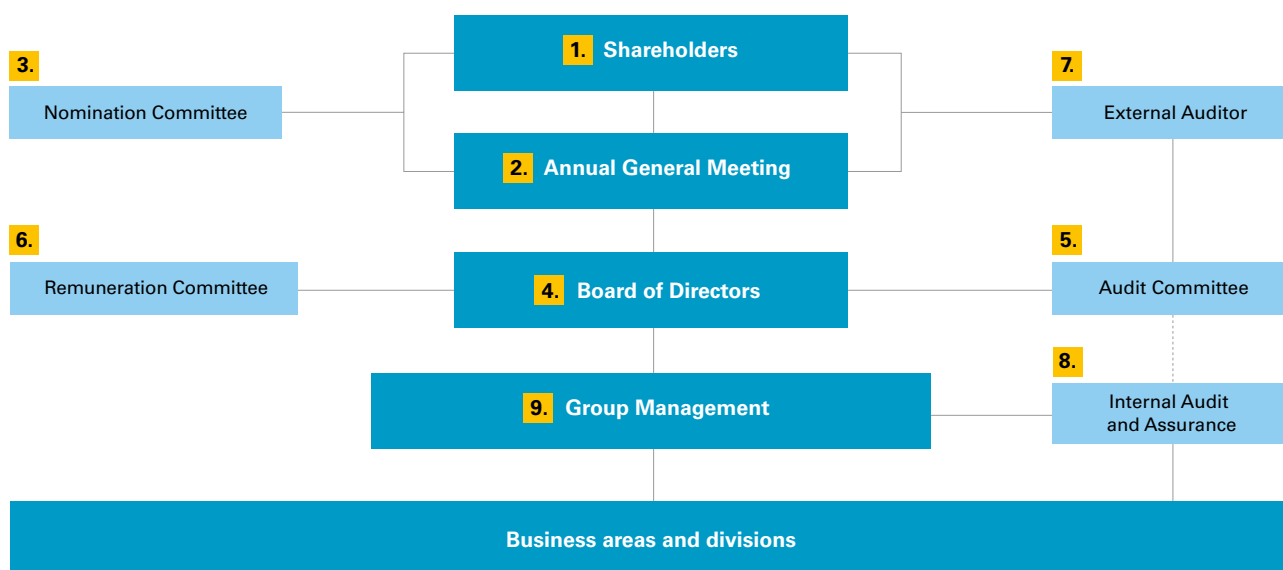 1. Shareholders
3.
Nomination Committee
7.
External Auditor
2. Annual General Meeting
6.
Remuneration Committee
4. Board of Directors
5.
Audit Committee
9. Group Management
8.
Internal Audit
and Assurance
Business areas and divisions